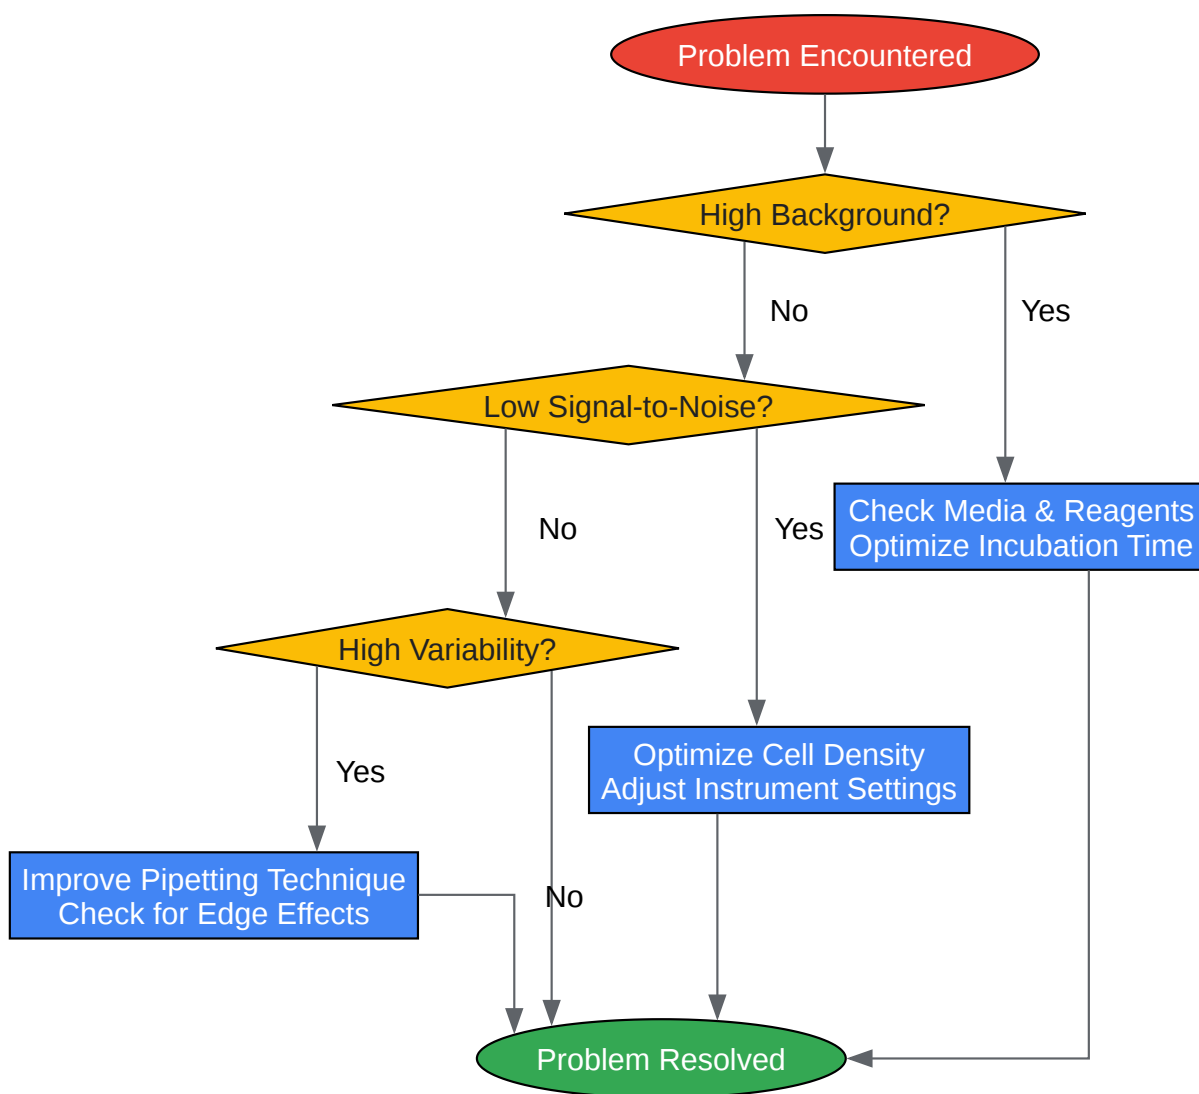 Problem Encountered
High Background?
No
Yes
Low Signal-to-Noise?
Check Media & Reagents
Optimize Incubation Time
No
Yes
High Variability?
Optimize Cell Density
Adjust Instrument Settings
Yes
Improve Pipetting Technique
Check for Edge Effects
No
Problem Resolved